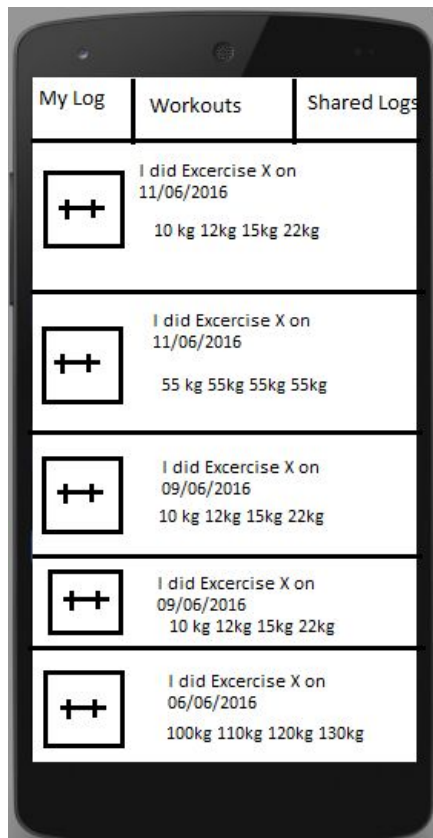 My Log
Workouts
Shared Logs
I did Excercise X on
11/06/2016
10 kg 12kg 15kg 22kg
I did Excercise X on
11/06/2016
55 kg 55kg 55kg 55kg
I did Excercise X on
09/06/2016
10 kg 12kg 15kg 22kg
I did Excercise X on
09/06/2016
10 kg 12kg 15kg 22kg
I did Excercise X on
06/06/2016
100kg 110kg 120kg 130kg